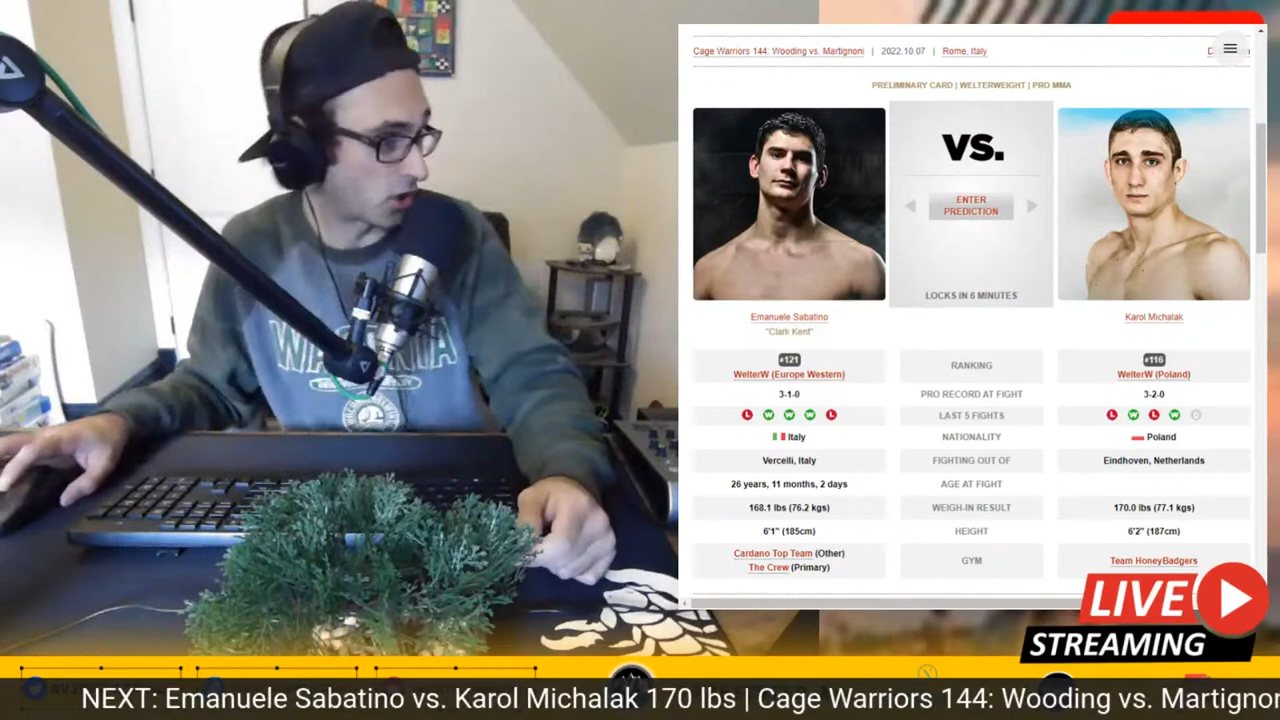 Cage Warriors 144: Wooding vs. Martignoni | 2022.10.07 | Rome, Italy
PRELIMINARY CARD | WELTERWEIGHT | PRO MMA
VS.
ENTER
PREDICTION
LOCKS IN 6 MINUTES
Emanuele Sabatino
"Clark Kent"
Karol Michalak
#121
WelterW (Europe Western)
RANKING
#116
WelterW (Poland)
3-1-0 PRO RECORD AT FIGHT 3-2-0
L W W W L LAST 5 FIGHTS L W L W
Italy NATIONALITY Poland
Vercelli, Italy FIGHTING OUT OF Eindhoven, Netherlands
26 years, 11 months, 2 days AGE AT FIGHT
168.1 lbs (76.2 kgs) WEIGH-IN RESULT 170.0 lbs (77.1 kgs)
6'1" (185cm) HEIGHT 6'2" (187cm)
Cardano Top Team (Other)
The Crew (Primary)
GYM
Team HoneyBadgers
LIVE
STREAMING
NEXT: Emanuele Sabatino vs. Karol Michalak 170 lbs | Cage Warriors 144: Wooding vs. Martignon